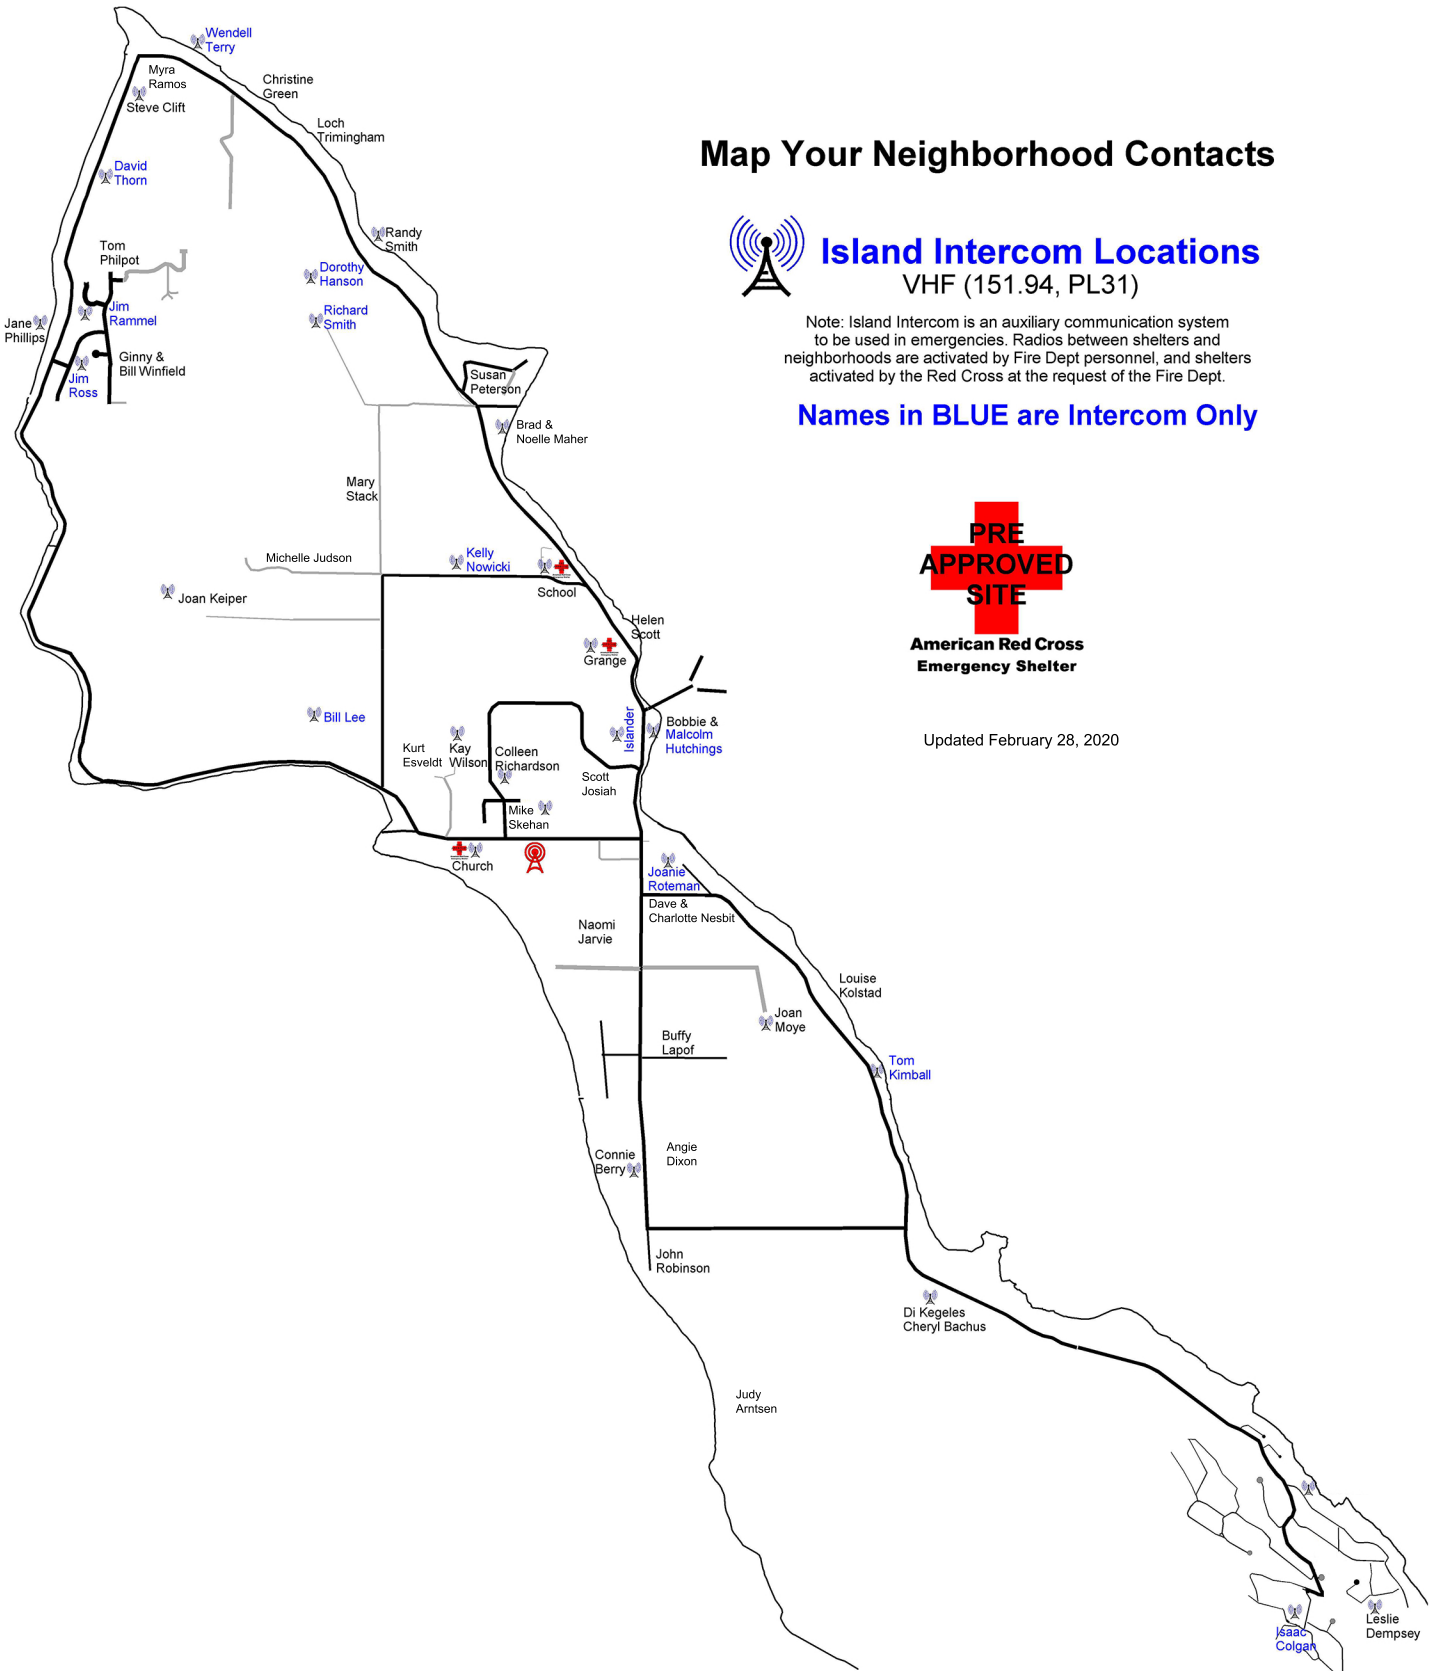 Wendell
Terry
Myra
Ramos
Steve Clift
Christine
Green
Loch
Trimingham
Map Your Neighborhood Contacts
David
Thorn
Island Intercom Locations
VHF (151.94, PL31)
Randy
Smith
Tom
Philpot
Dorothy
Hanson
Jim
Rammel
Richard
Smith
Jane
Phillips
Note: Island Intercom is an auxiliary communication system
to be used in emergencies. Radios between shelters and
neighborhoods are activated by Fire Dept personnel, and shelters
activated by the Red Cross at the request of the Fire Dept.
Ginny &
Bill Winfield
Jim
Ross
Susan
Peterson
Names in BLUE are Intercom Only
Brad &
Noelle Maher
Mary
Stack
PRE
APPROVED
SITE
American Red Cross
Emergency Shelter
Michelle Judson
Kelly
Nowicki
School
Joan Keiper
Helen
Scott
Grange
Bill Lee
Islander
Bobbie &
Malcolm
Hutchings
Updated February 28, 2020
Kurt
Esveldt
Kay
Wilson
Colleen
Richardson
Scott
Josiah
Mike
Skehan
Church
Joanie
Roteman
Dave &
Charlotte Nesbit
Naomi
Jarvie
Louise
Kolstad
Joan
Moye
Buffy
Lapof
Tom
Kimball
Connie
Berry
Angie
Dixon
John
Robinson
Di Kegeles
Cheryl Bachus
Judy
Arntsen
Isaac
Colgan
Leslie
Dempsey